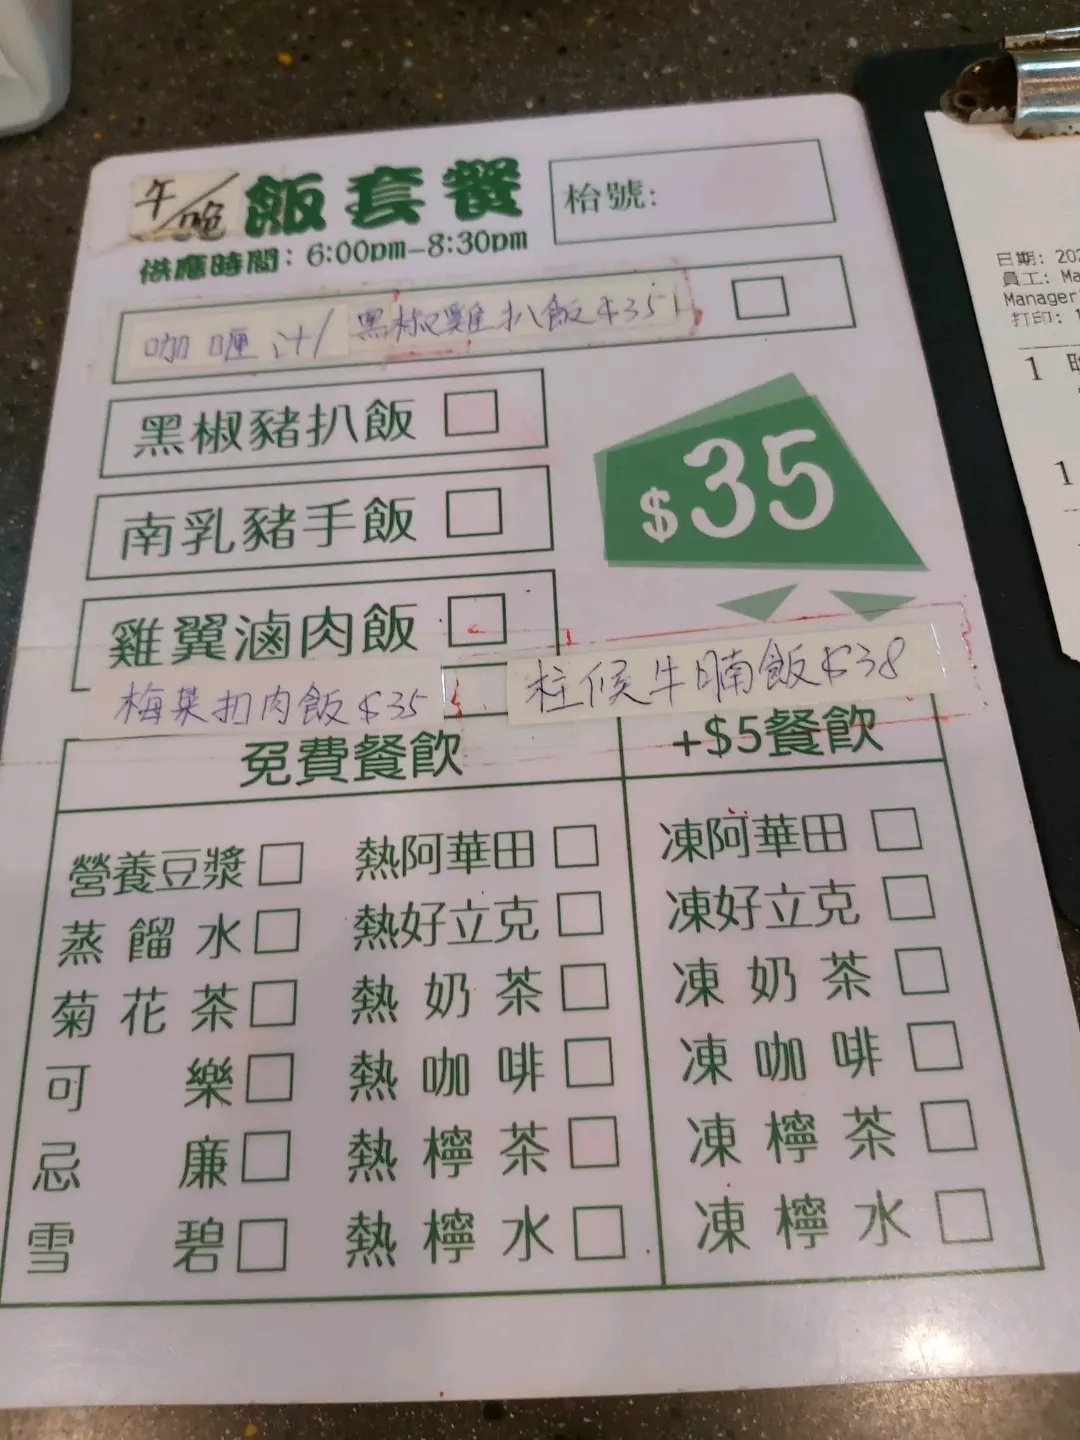 午/晚飯套餐
枱號:
供應時間: 6:00pm-8:30pm
咖喱汁/黑椒雞扒飯$35
黑椒豬扒飯
南乳豬手飯
$35
雞翼滷肉飯
梅菜扣肉飯$35
柱候牛腩飯$38
免費餐飲
+$5餐飲
營養豆漿 熱阿華田 凍阿華田
蒸餾水 熱好立克 凍好立克
菊花茶 熱奶茶 凍奶茶
可樂 熱咖啡 凍咖啡
忌廉 熱檸茶 凍檸茶
雪碧 熱檸水 凍檸水
日期: 202
員工: Ma
Manager
打印: 1
1
1